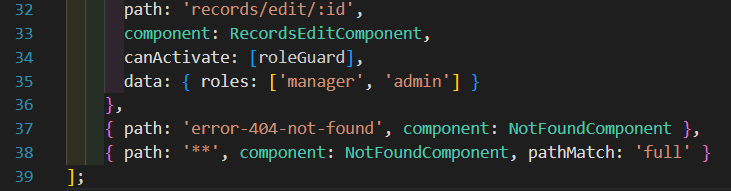 32 path: 'records/edit/:id',
33 component: RecordsEditComponent,
34 canActivate: [roleGuard],
35 data: { roles: ['manager', 'admin'] }
36 },
37 { path: 'error-404-not-found', component: NotFoundComponent },
38 { path: '**', component: NotFoundComponent, pathMatch: 'full' }
39 ];